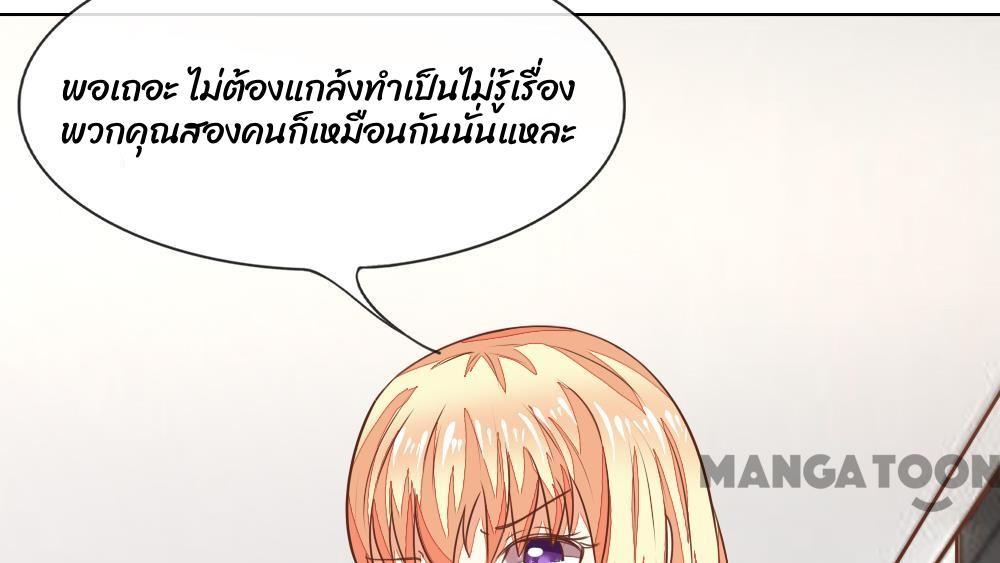 พอเถอะ ไม่ต้องแกล้งทำเป็นไม่รู้เรื่อง
พวกคุณสองคนก็เหมือนกันนั่นแหละ
MANGATOON